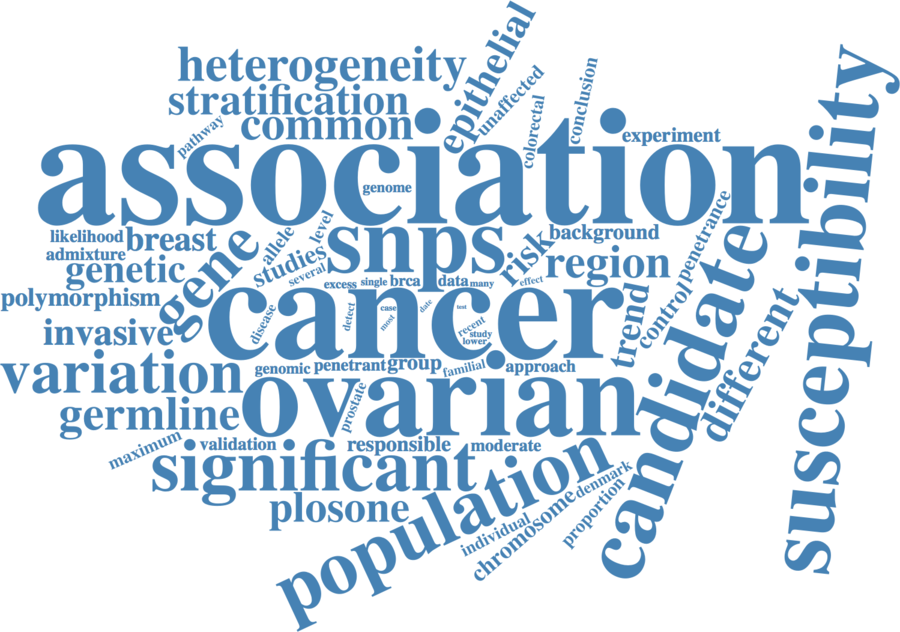 epithelial
heterogeneity
unaffected
conclusion
susceptibility
stratification
colorectal
common
pathway
experiment
association
genome
likelihood
breast
allele
level
snps
risk
background
penetrance
admixture
genetic
gene
studies
several
region
candidate
polymorphism
excess
single
brca
data
many
effect
control
trend
different
invasive
disease
cancer
detect
case
most
date
test
recent
study
lower
variation
genomic
penetrant
group
familial
approach
germline
ovarian
prostate
maximum
validation
responsible
moderate
significant
population
plosone
individual
chromosome
denmark
proportion